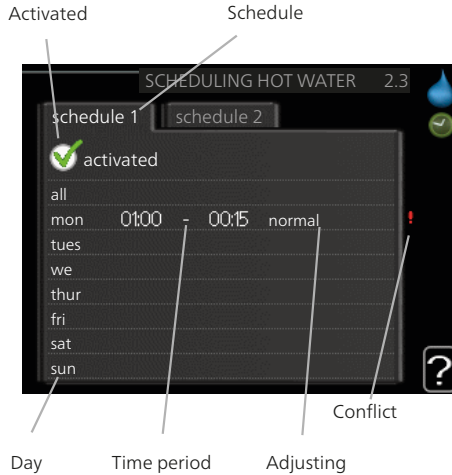 Activated Schedule
SCHEDULING HOT WATER 2.3
schedule 1 schedule 2
activated
all
mon 01:00 - 00:15 normal !
tues
we
thur
fri
sat
sun
?
Conflict
Day Time period Adjusting